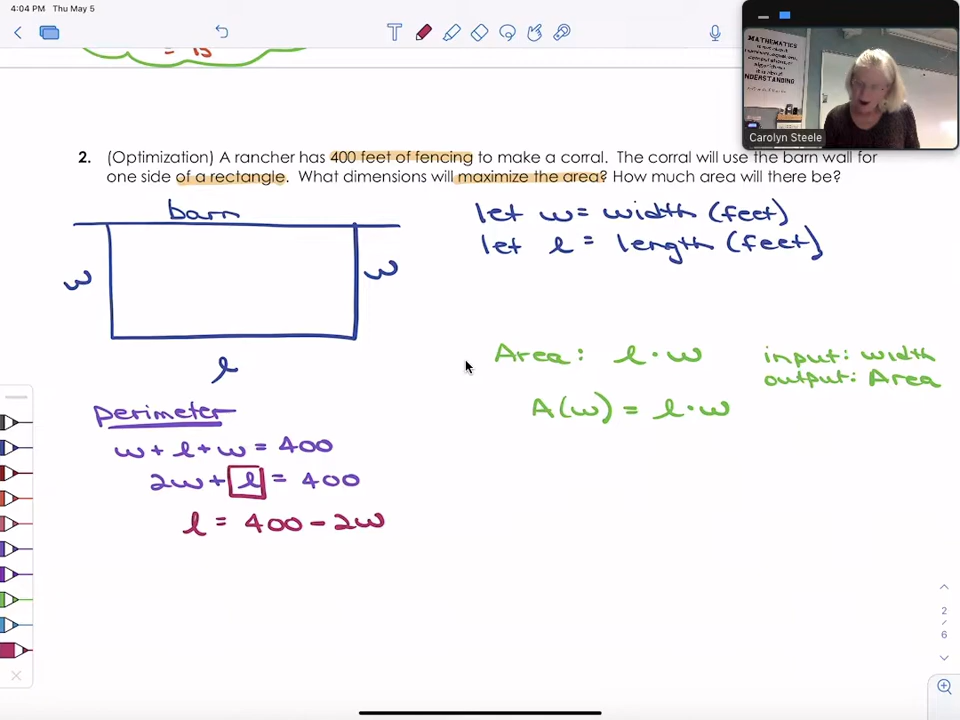 4:04 PM Thu May 5
= 15
MATHEMATICS
UNDERSTANDING
Carolyn Steele
2. (Optimization) A rancher has 400 feet of fencing to make a corral. The corral will use the barn wall for
one side of a rectangle. What dimensions will maximize the area? How much area will there be?
barn
w
w
l
let w = width (feet)
let l = length (feet)
Area: l · w
input: width
output: Area
A(w) = l · w
perimeter
w + l + w = 400
2w + l = 400
l = 400 - 2w
2
/
6